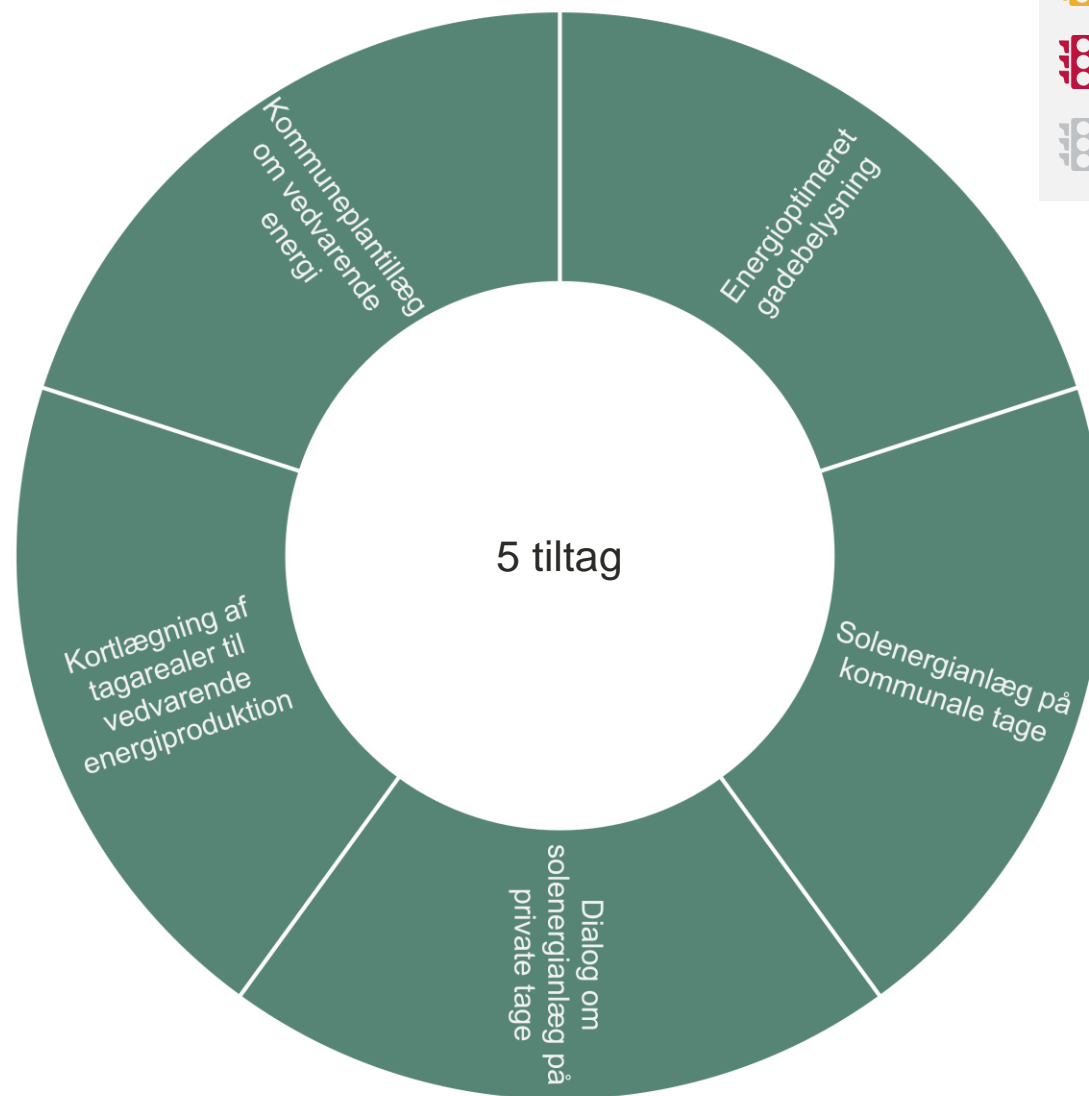 Energioptimeret
gadebelysning
Solenergianlæg på
kommunale tage
Dialog om
solenergianlæg på
private tage
Kortlægning af
tagarealer til
vedvarende
energiproduktion
Kommuneplantillæg
om vedvarende
energi
5 tiltag